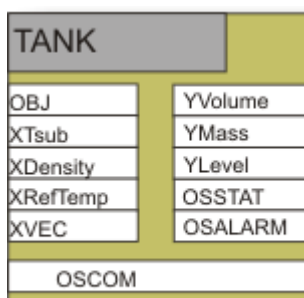 TANK
OBJ
XTsub
XDensity
XRefTemp
XVEC
YVolume
YMass
YLevel
OSSTAT
OSALARM
OSCOM